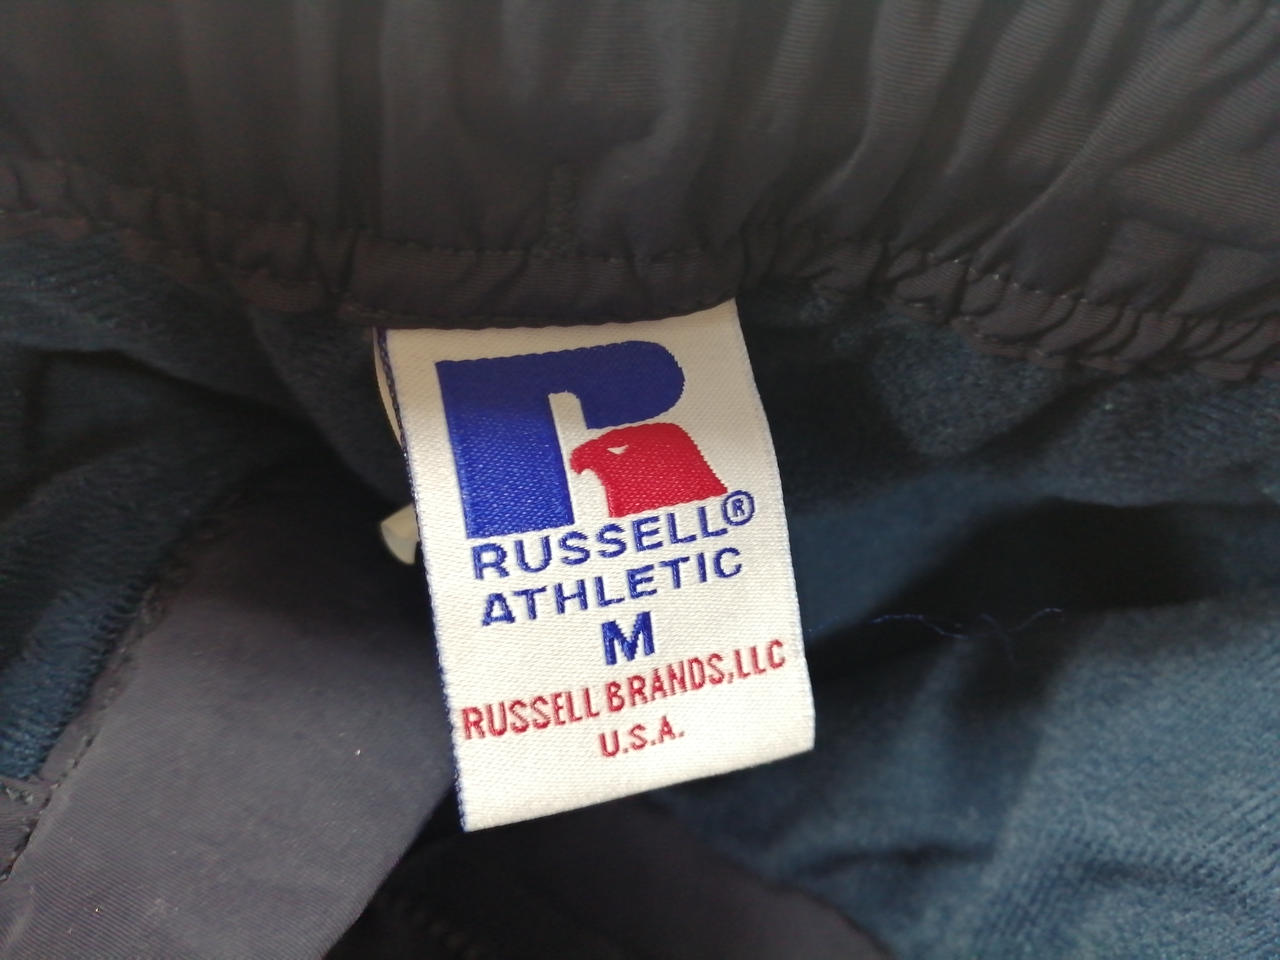 RUSSELL®
ATHLETIC
M
RUSSELL BRANDS, LLC
U.S.A.